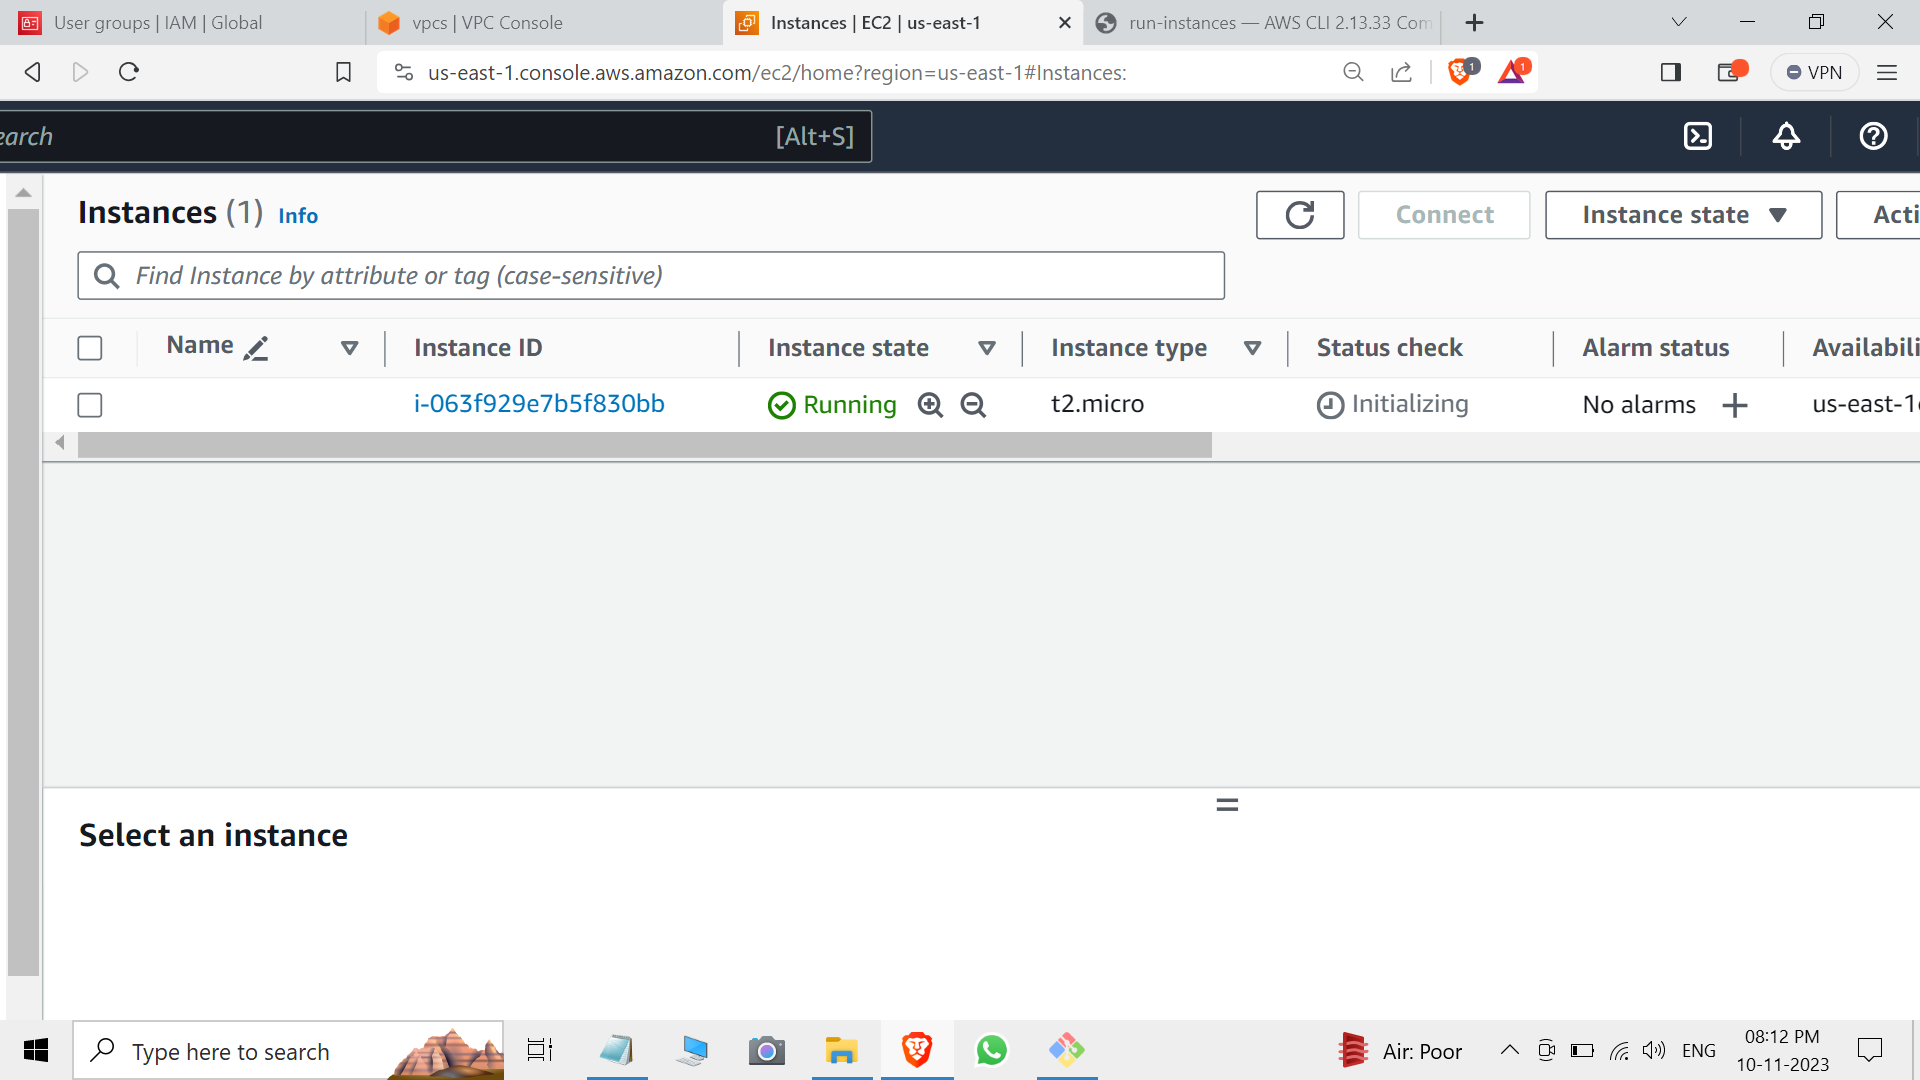 User groups | IAM | Global
vpcs | VPC Console
Instances | EC2 | us-east-1
run-instances — AWS CLI 2.13.33 Com
us-east-1.console.aws.amazon.com/ec2/home?region=us-east-1#Instances:
1
1
VPN
earch
[Alt+S]
Instances (1) Info
Connect
Instance state
Acti
Find Instance by attribute or tag (case-sensitive)
Name
Instance ID
Instance state
Instance type
Status check
Alarm status
Availabili
i-063f929e7b5f830bb
Running
t2.micro
Initializing
No alarms
us-east-1
Select an instance
Type here to search
Air: Poor
ENG
08:12 PM
10-11-2023